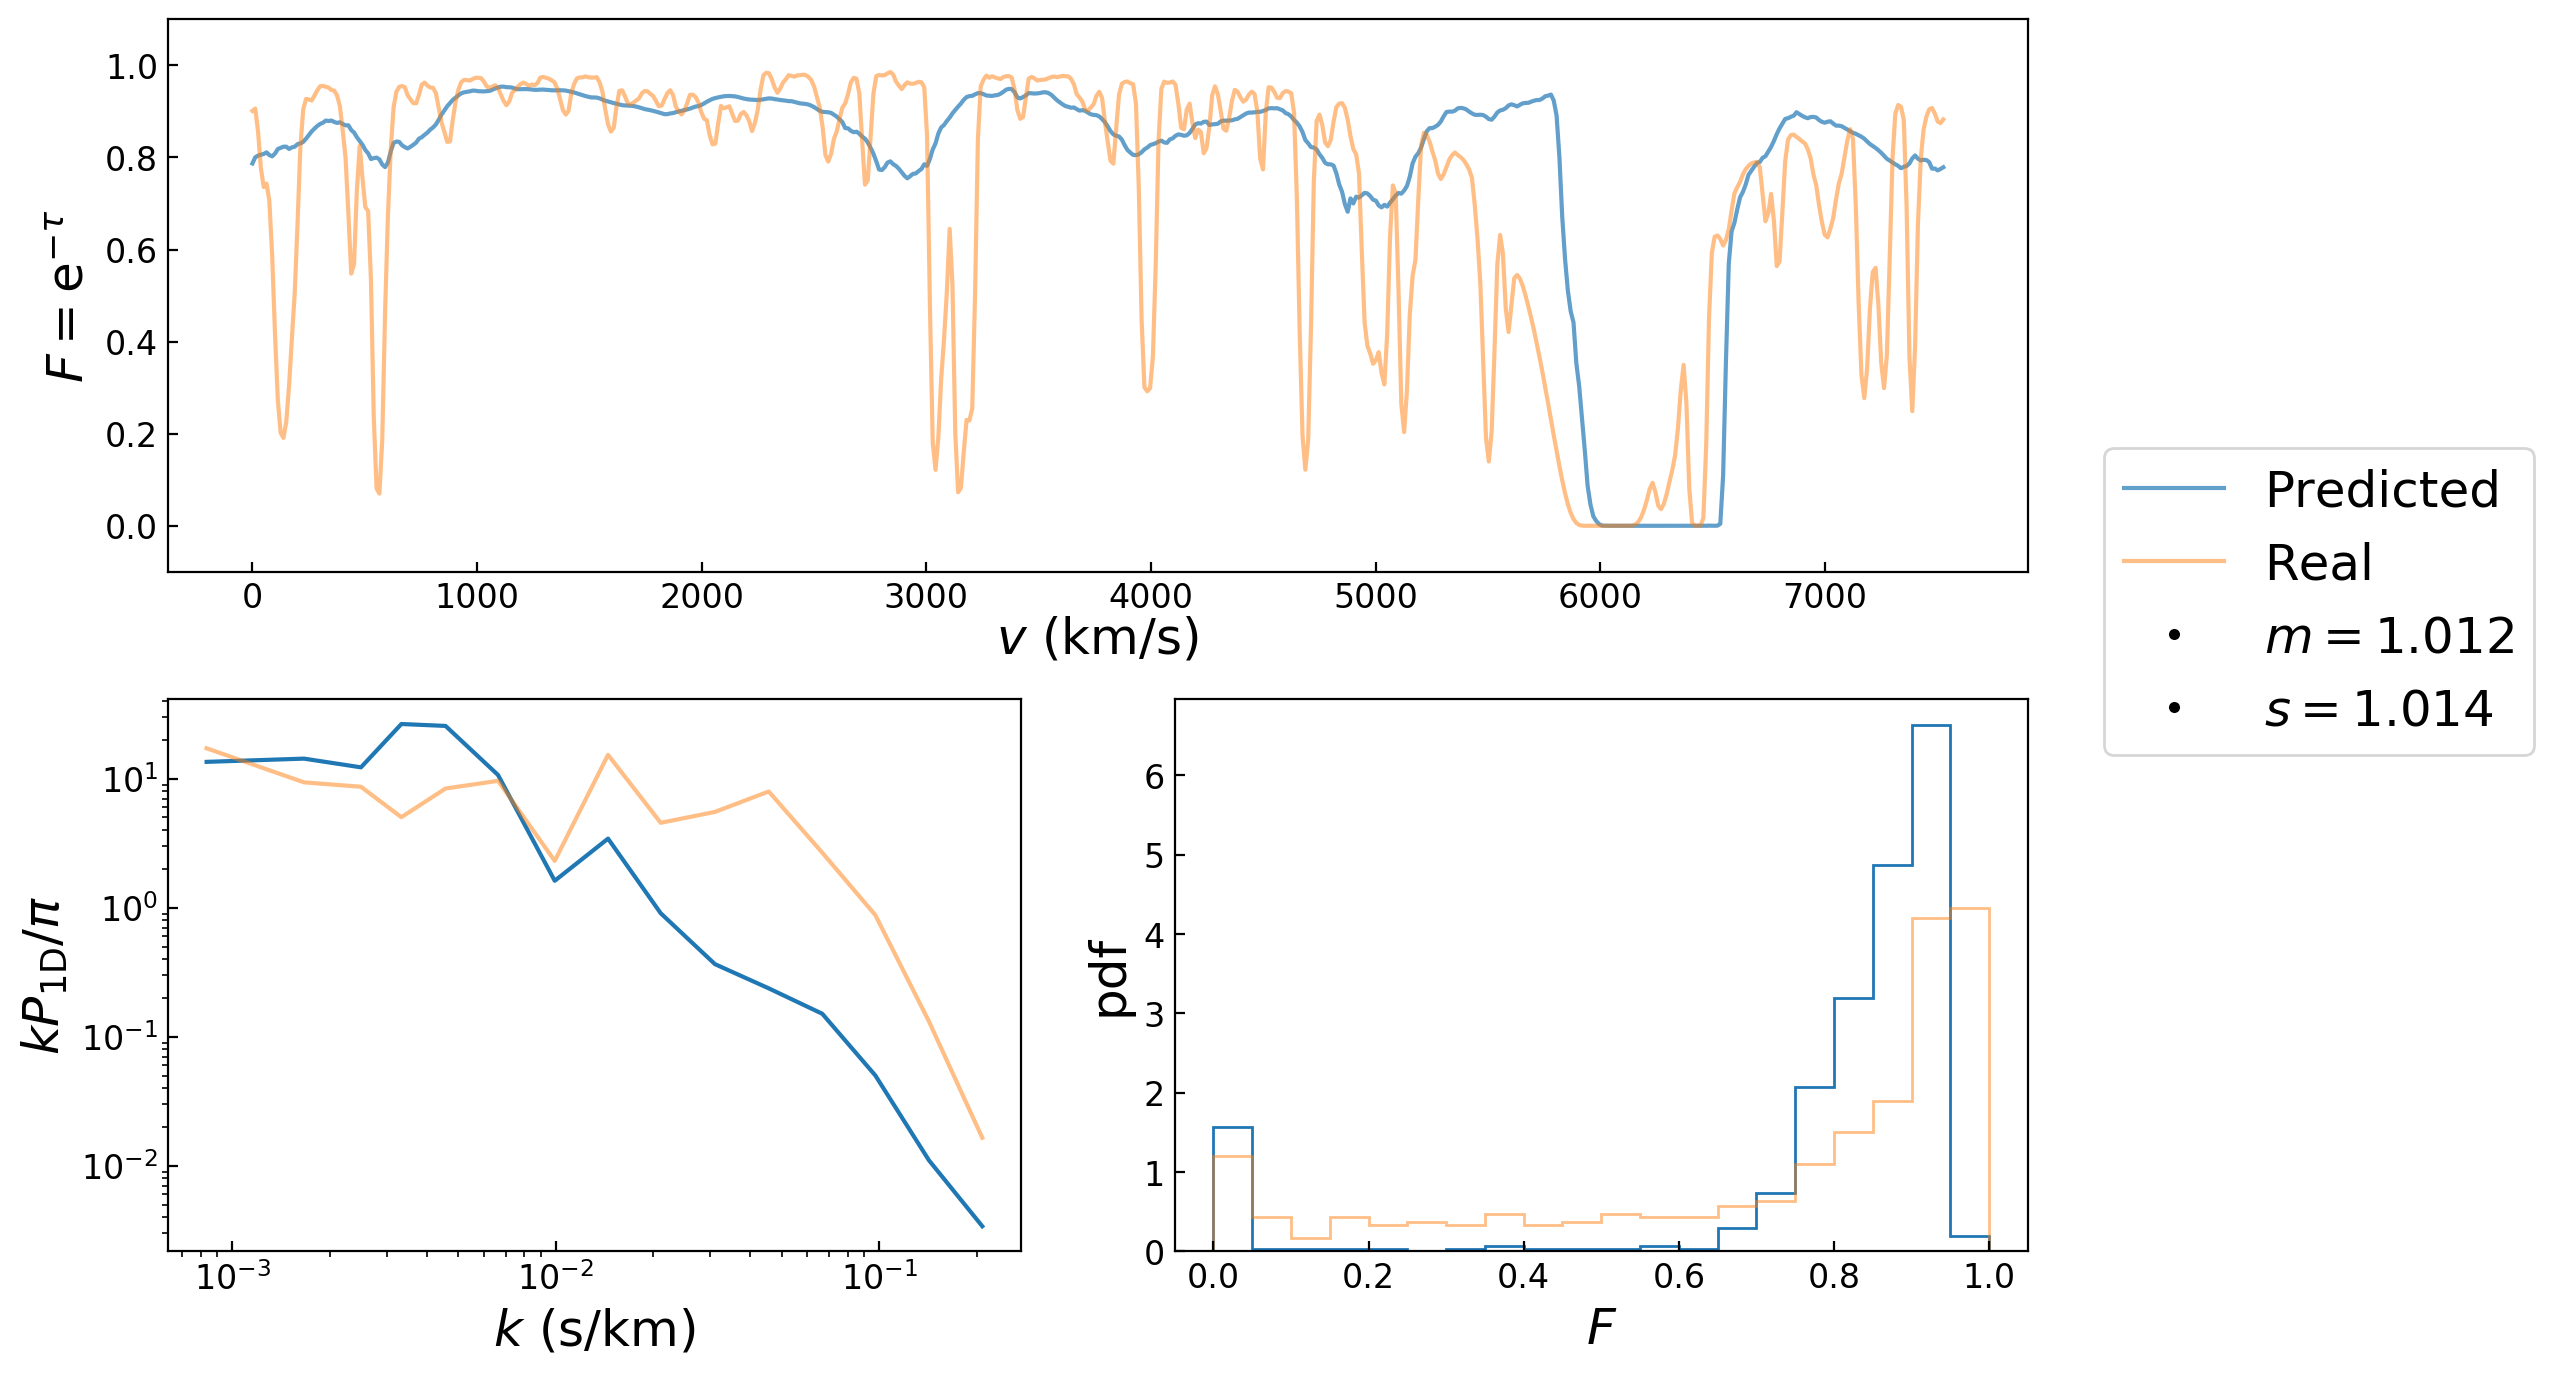 1.0
0.8
0.6
0.4
0.2
0.0
F = e^{−τ}
0 1000 2000 3000 4000 5000 6000 7000
v (km/s)
Predicted
Real
m = 1.012
s = 1.014
10^1
10^0
10^{−1}
10^{−2}
kP_{1D}/π
10^{−3} 10^{−2} 10^{−1}
k (s/km)
6
5
4
3
2
1
0
pdf
0.0 0.2 0.4 0.6 0.8 1.0
F